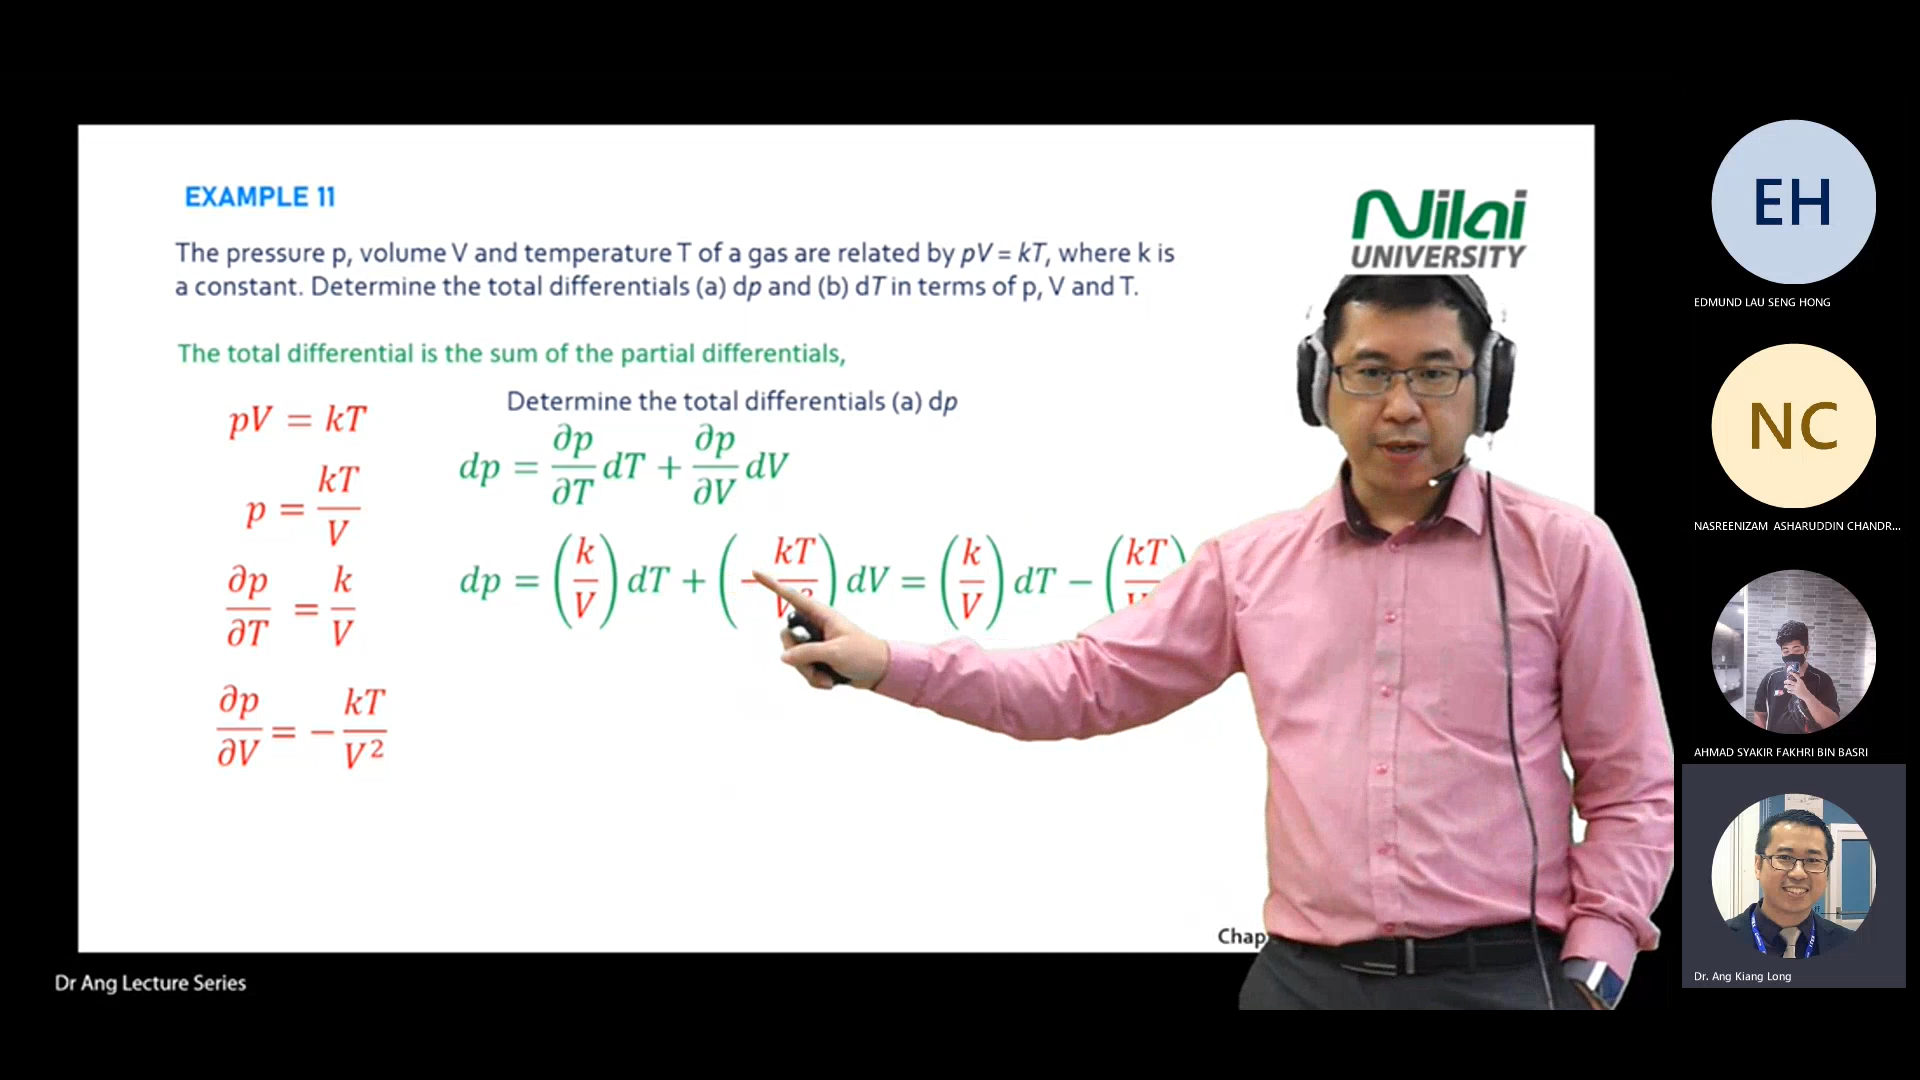 EXAMPLE 11
Nilai
UNIVERSITY
The pressure p, volume V and temperature T of a gas are related by pV = kT, where k is
a constant. Determine the total differentials (a) dp and (b) dT in terms of p, V and T.
The total differential is the sum of the partial differentials,
Determine the total differentials (a) dp
pV = kT
p = kT/V
∂p/∂T = k/V
∂p/∂V = − kT/V²
dp = ∂p/∂T dT + ∂p/∂V dV
dp = (k/V) dT + (− kT/V²) dV = (k/V) dT − (kT
Chap
Dr Ang Lecture Series
EH
EDMUND LAU SENG HONG
NC
NASREENIZAM ASHARUDDIN CHANDR...
AHMAD SYAKIR FAKHRI BIN BASRI
Dr. Ang Kiang Long